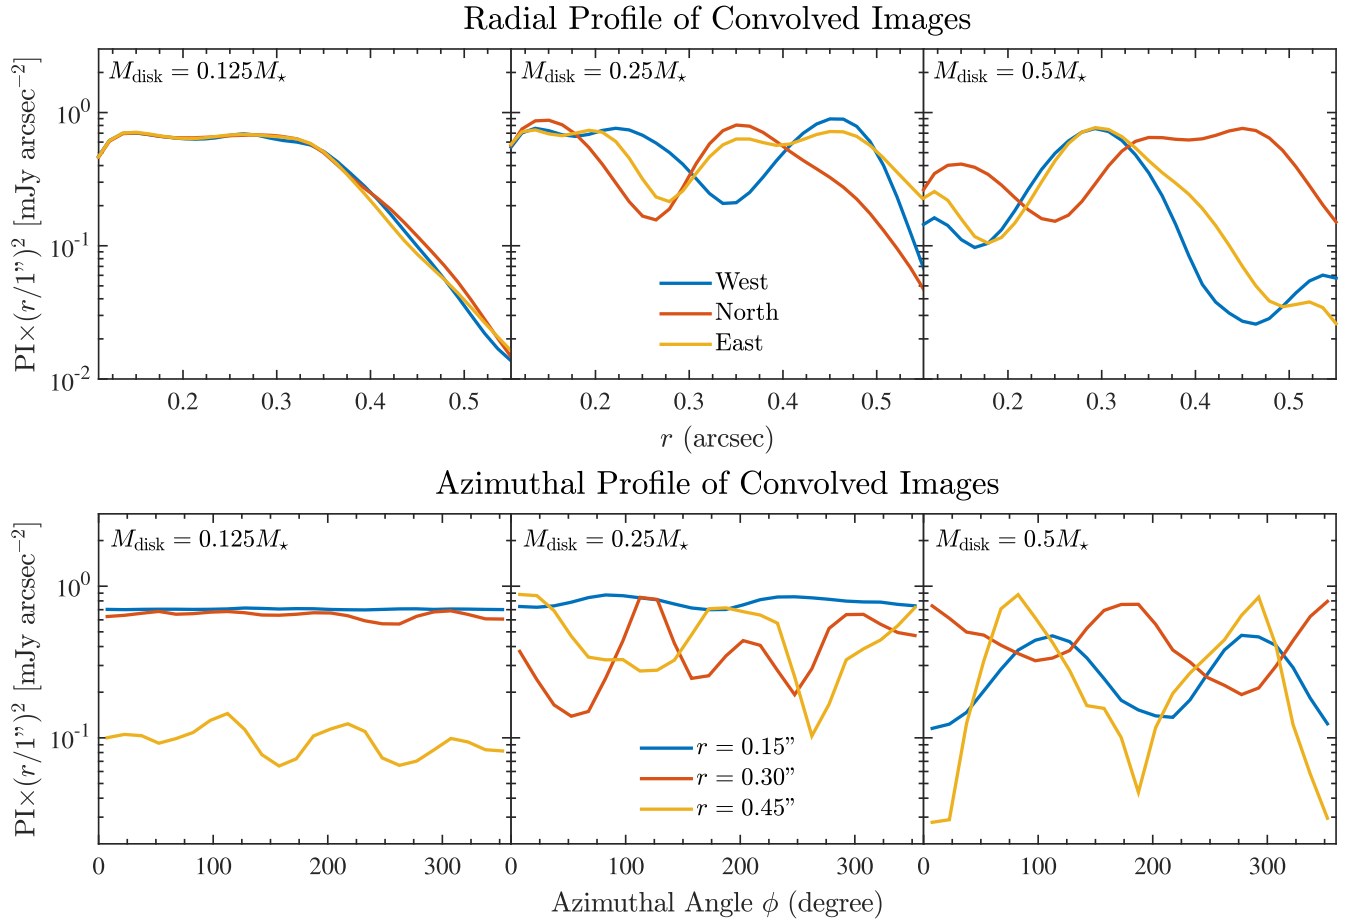 Radial Profile of Convolved Images
M_disk = 0.125M⋆
M_disk = 0.25M⋆
M_disk = 0.5M⋆
PI×(r/1”)² [mJy arcsec⁻²]
10⁰
10⁻¹
10⁻²
West
North
East
0.2 0.3 0.4 0.5
0.2 0.3 0.4 0.5
0.2 0.3 0.4 0.5
r (arcsec)
Azimuthal Profile of Convolved Images
M_disk = 0.125M⋆
M_disk = 0.25M⋆
M_disk = 0.5M⋆
PI×(r/1”)² [mJy arcsec⁻²]
10⁰
10⁻¹
r = 0.15”
r = 0.30”
r = 0.45”
0 100 200 300
0 100 200 300
0 100 200 300
Azimuthal Angle ϕ (degree)